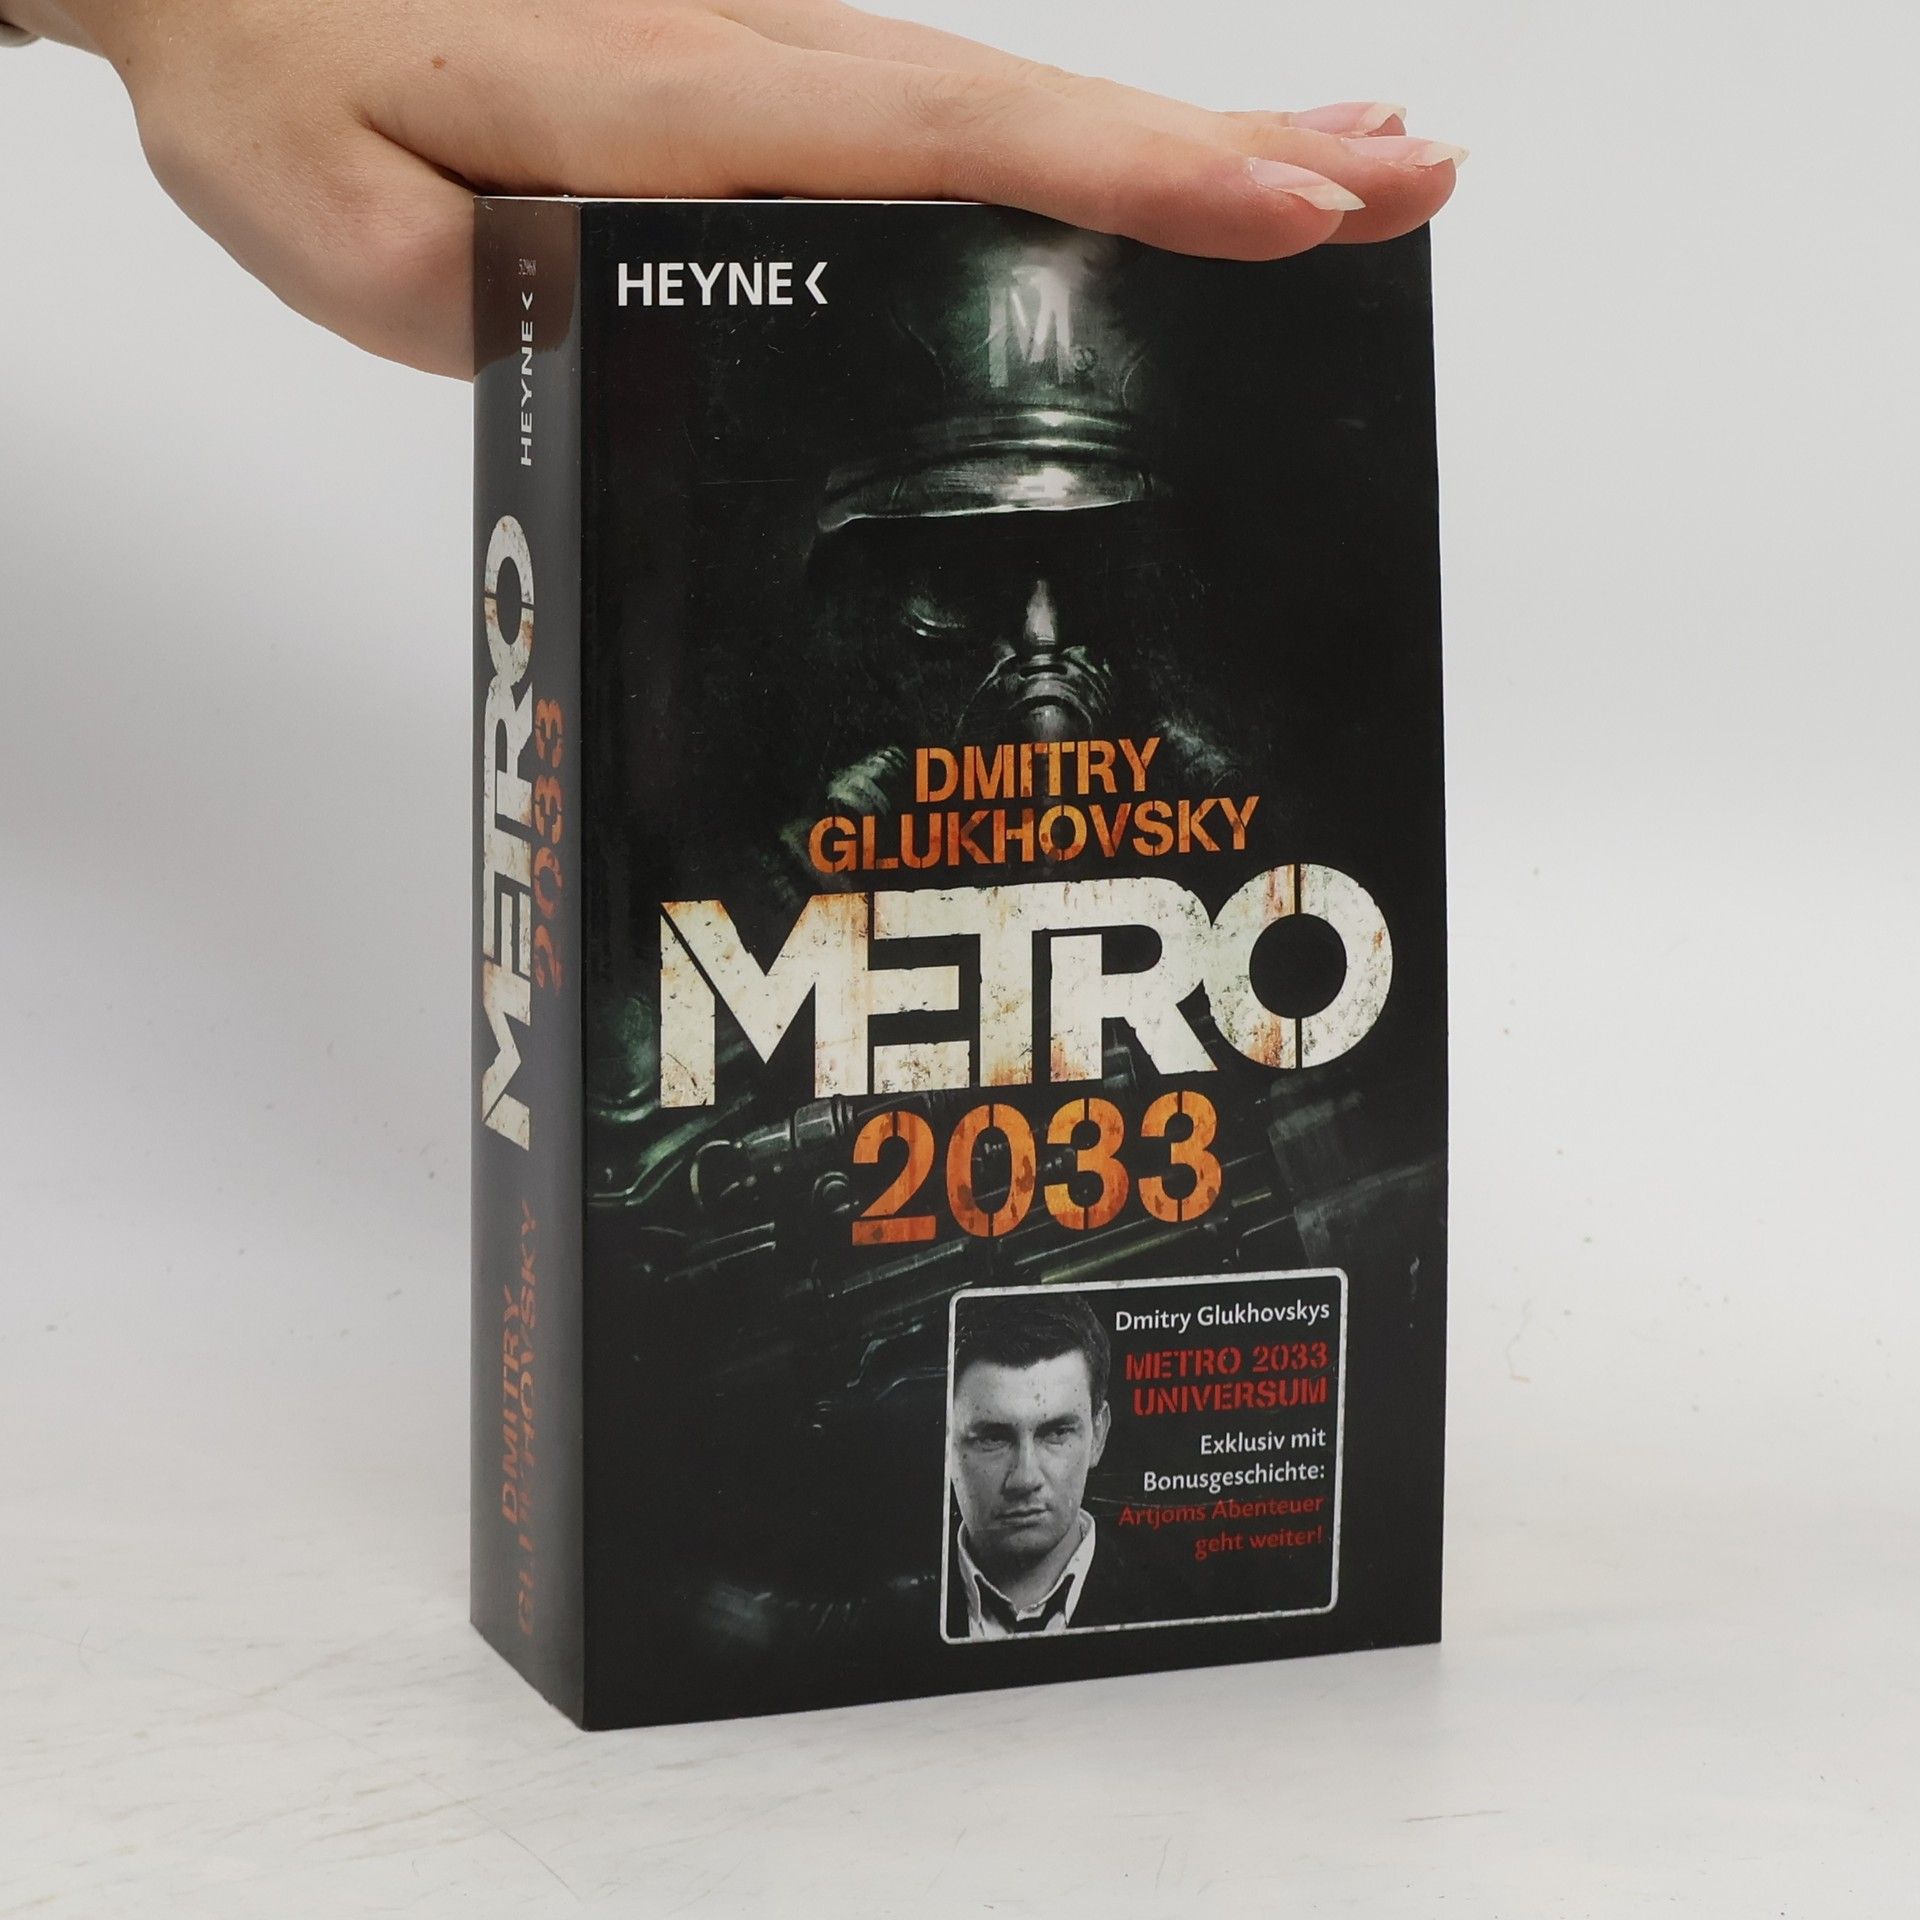 HEYNE <
M
DMITRY
GLUKHOVSKY
METRO
2033
Dmitry Glukhovskys
METRO 2033
UNIVERSUM
Exklusiv mit
Bonusgeschichte:
Artjoms Abenteuer
geht weiter!
52968
HEYNE <
METRO
2033
DMITRY
GLUKHOVSKY